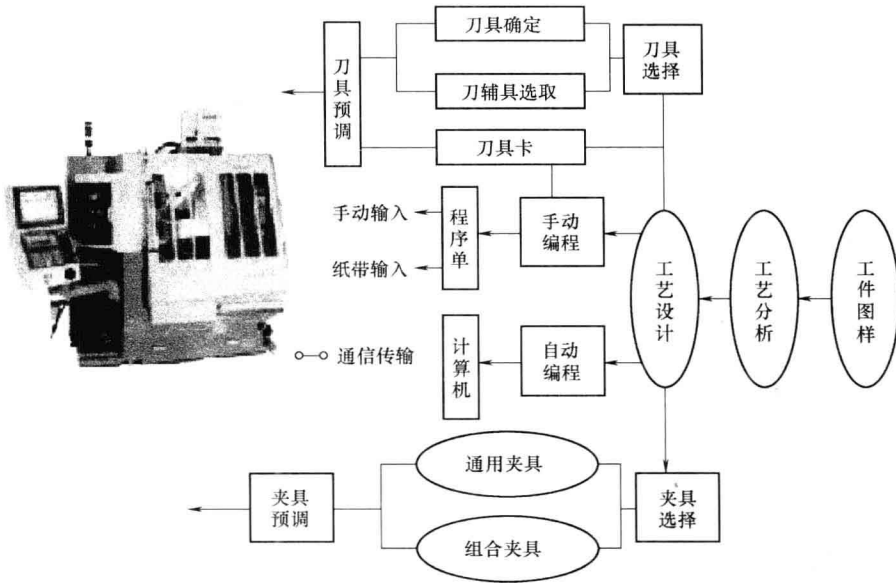 刀具确定
刀具
选择
刀辅具选取
刀具预调
刀具卡
手动输入
纸带输入
程序单
手动
编程
工艺设计
工艺分析
工件图样
通信传输
计算机
自动
编程
通用夹具
夹具
预调
夹具
选择
组合夹具